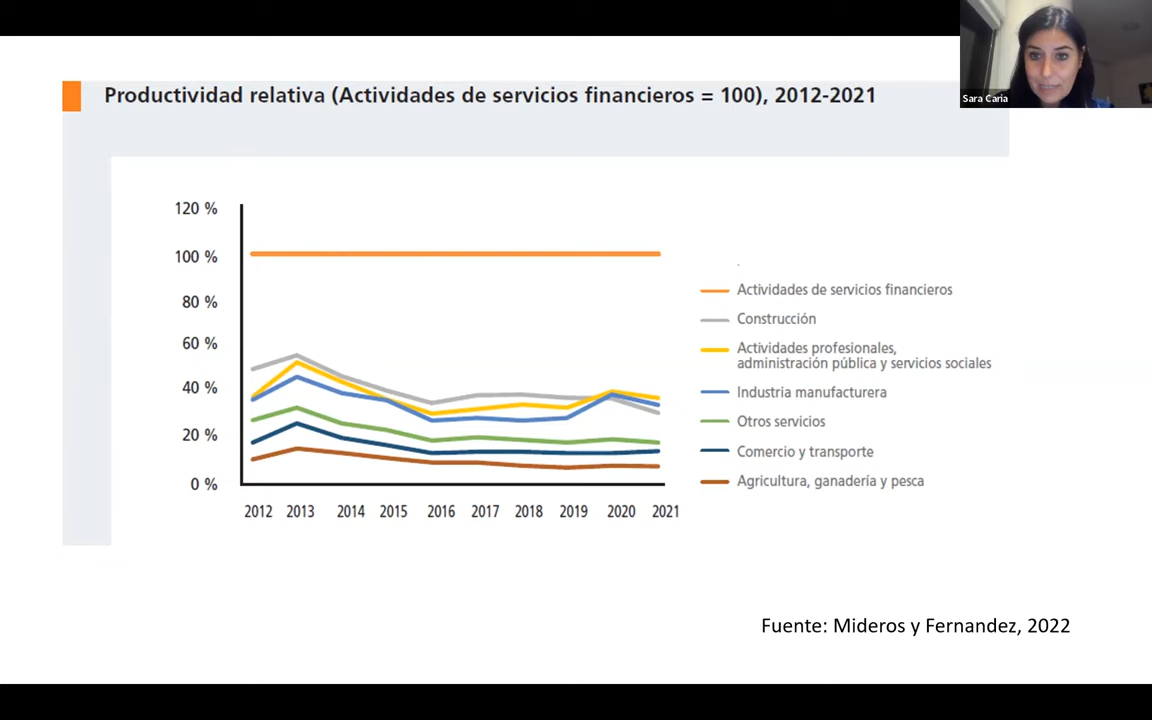 Sara Caria
Productividad relativa (Actividades de servicios financieros = 100), 2012-2021
120 %
100 %
80 %
60 %
40 %
20 %
0 %
2012 2013 2014 2015 2016 2017 2018 2019 2020 2021
Actividades de servicios financieros
Construcción
Actividades profesionales,
administración pública y servicios sociales
Industria manufacturera
Otros servicios
Comercio y transporte
Agricultura, ganadería y pesca
Fuente: Mideros y Fernandez, 2022